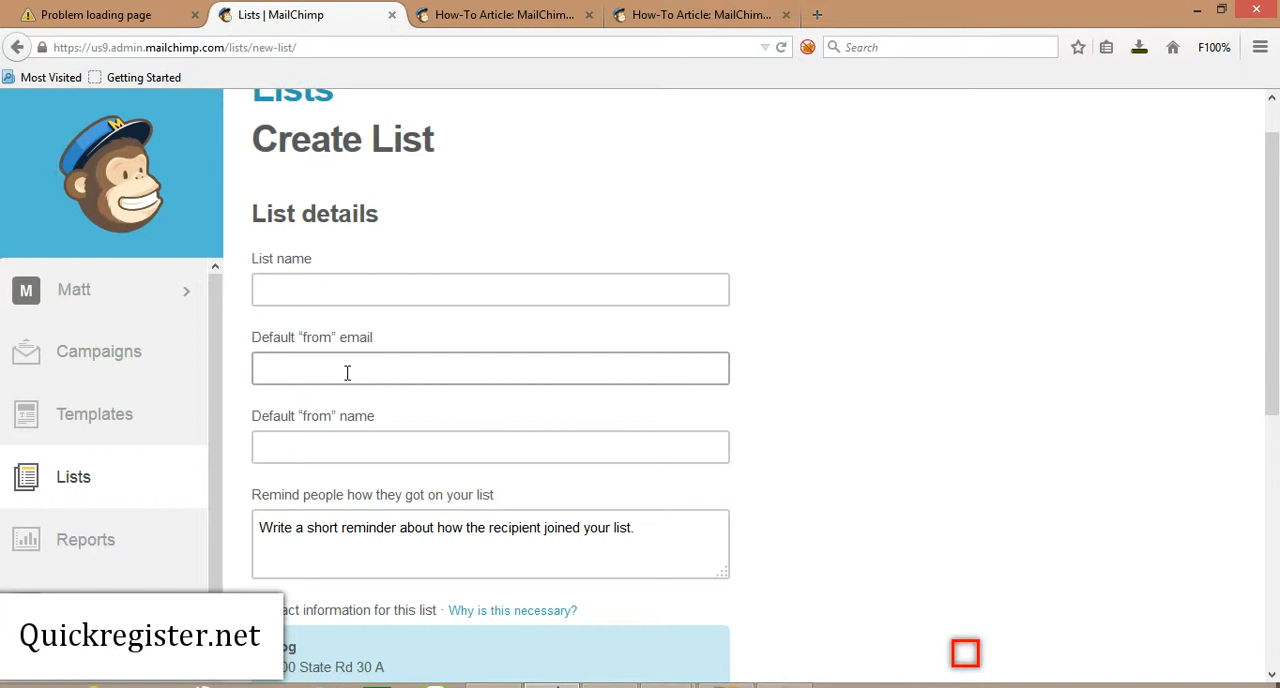 Problem loading page
Lists | MailChimp
How-To Article: MailChim...
How-To Article: MailChim...
https://us9.admin.mailchimp.com/lists/new-list/
Search
F100%
Most Visited
Getting Started
Lists
Create List
List details
List name
Default “from” email
Default “from” name
Remind people how they got on your list
Write a short reminder about how the recipient joined your list.
act information for this list · Why is this necessary?
og
00 State Rd 30 A
M
Matt
Campaigns
Templates
Lists
Reports
Quickregister.net